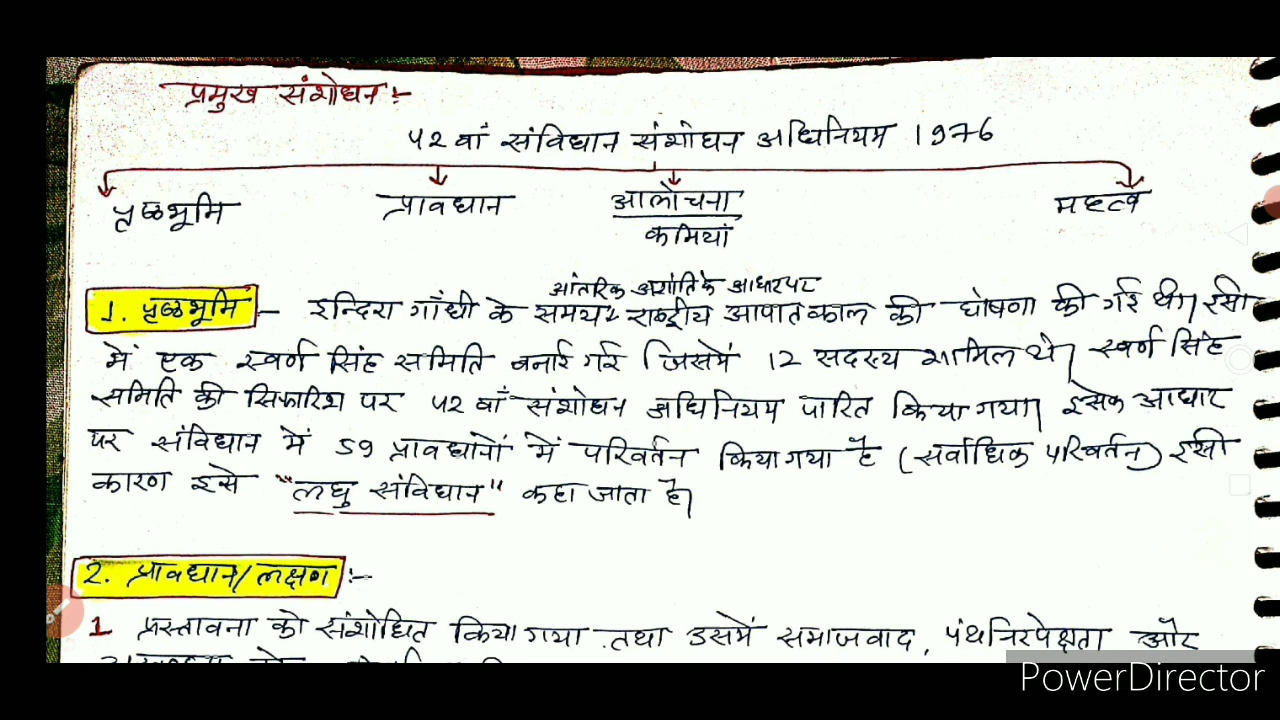 प्रमुख संशोधन :-
42 वाँ संविधान संशोधन अधिनियम 1976
पृष्ठभूमि प्रावधान आलोचना महत्व
कमियां
आंतरिक अशांति के आधार पर
1. पृष्ठभूमि :- इन्दिरा गाँधी के समय राष्ट्रीय आपातकाल की घोषणा की गई थी। इसी
में एक स्वर्ण सिंह समिति बनाई गई जिसमें 12 सदस्य शामिल थे। स्वर्ण सिंह
समिति की सिफारिश पर 42 वाँ संशोधन अधिनियम पारित किया गया। इसके आधार
पर संविधान में 59 प्रावधानों में परिवर्तन किया गया है (सर्वाधिक परिवर्तन) इसी
कारण इसे "लघु संविधान" कहा जाता है।
2. प्रावधान/लक्षण :-
1 प्रस्तावना को संशोधित किया गया तथा उसमें समाजवाद, पंथनिरपेक्षता और
PowerDirector